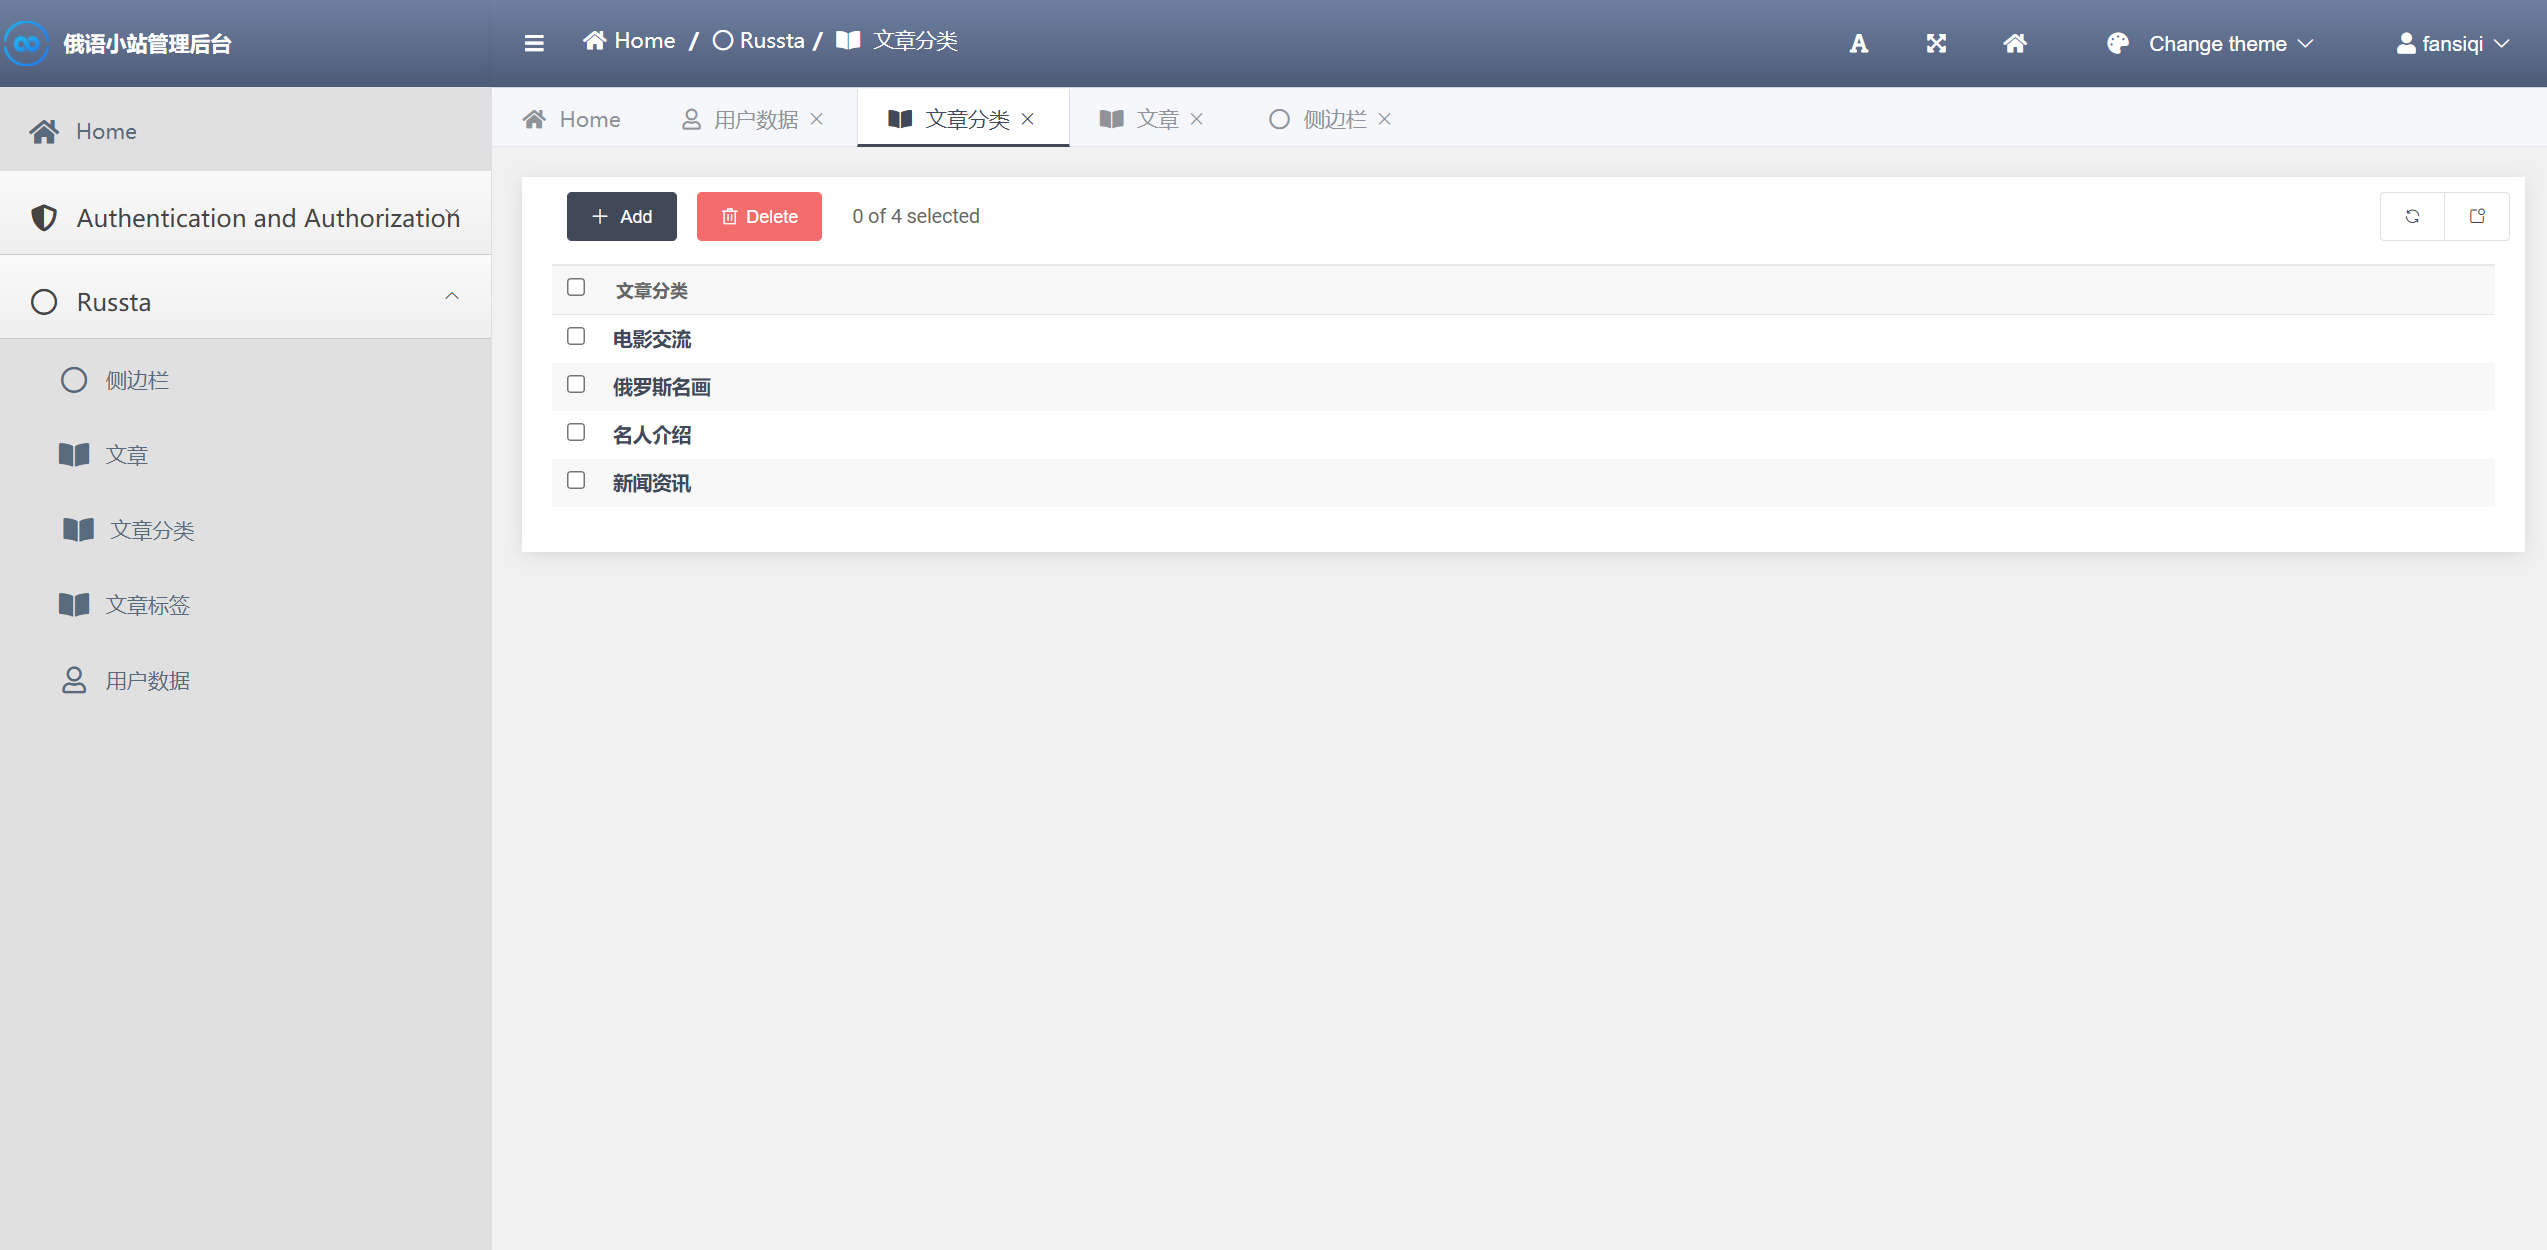 俄语小站管理后台
Home / Russta / 文章分类
Change theme
fansiqi
Home
Authentication and Authorization
Russta
侧边栏
文章
文章分类
文章标签
用户数据
Home 用户数据 文章分类 文章 侧边栏
Add Delete 0 of 4 selected
文章分类
电影交流
俄罗斯名画
名人介绍
新闻资讯